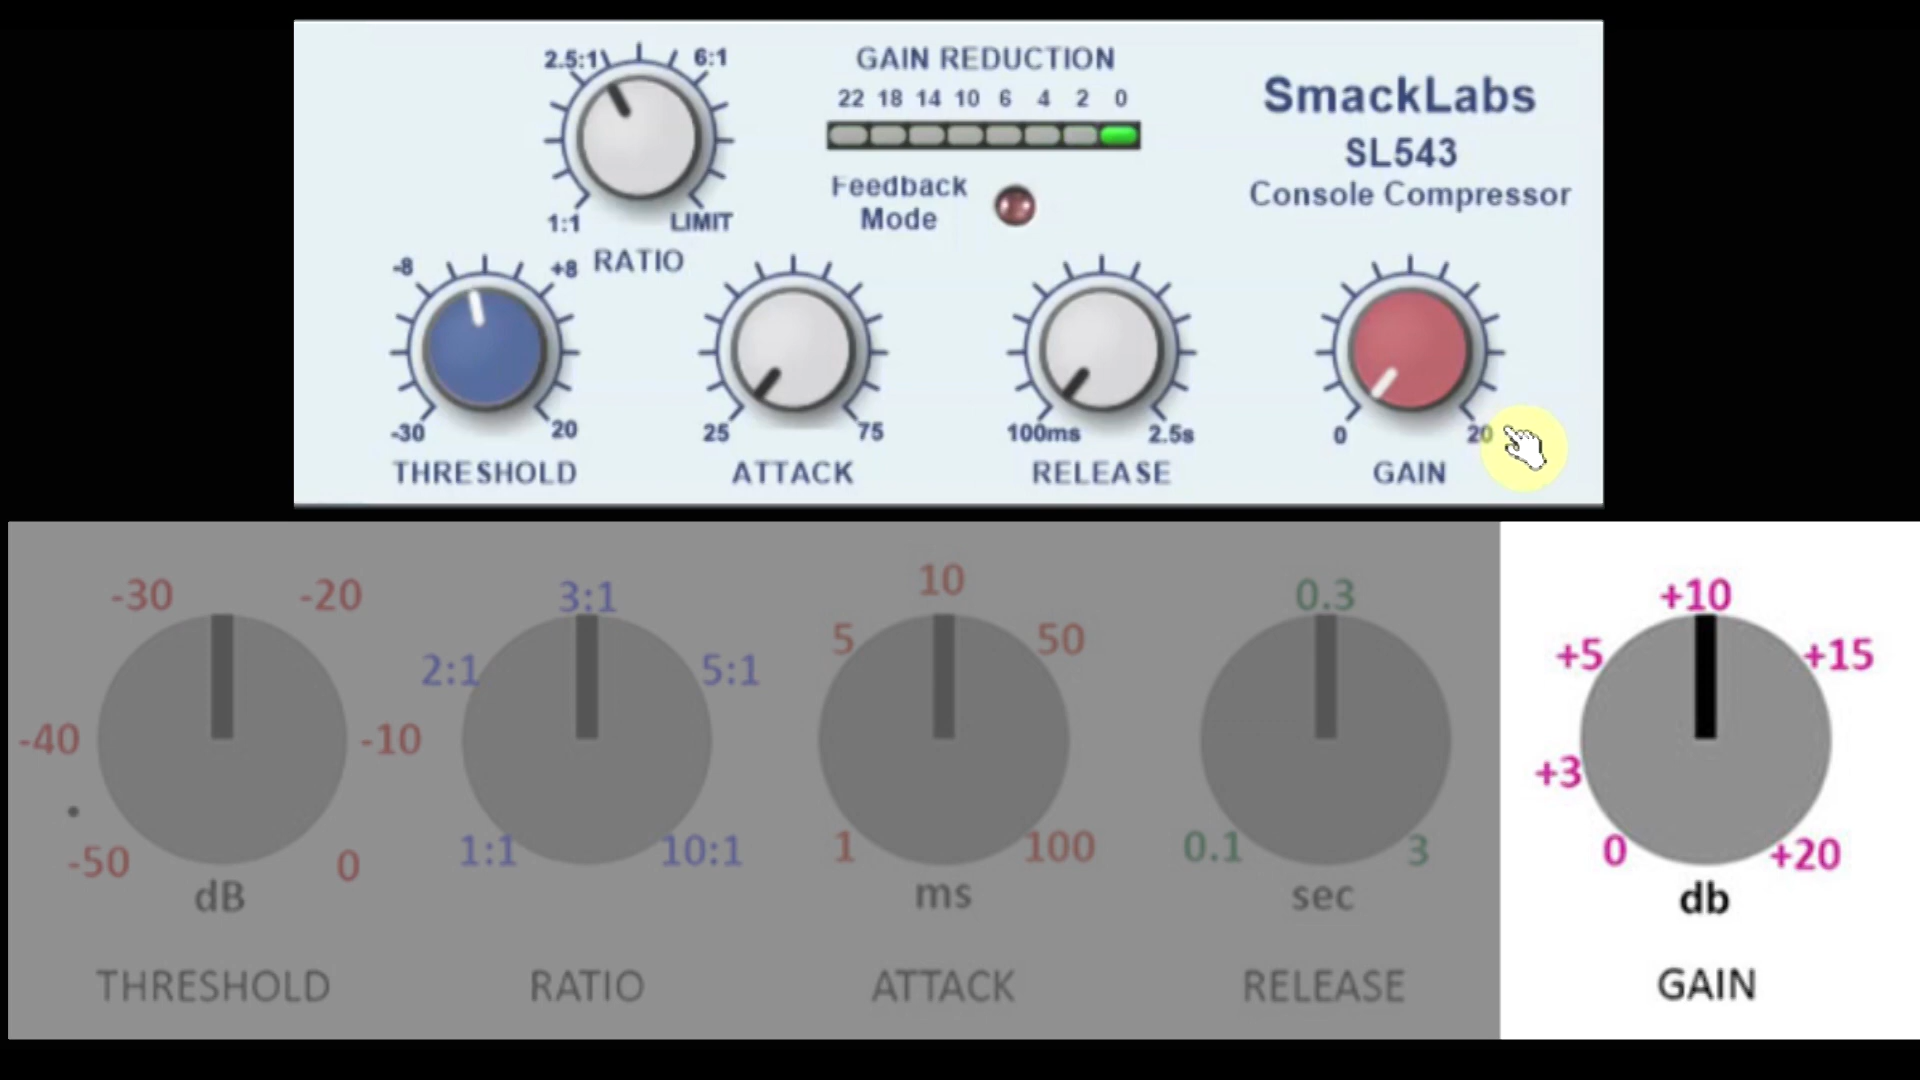 2.5:1
6:1
1:1
LIMIT
RATIO
GAIN REDUCTION
22 18 14 10 6 4 2 0
Feedback
Mode
SmackLabs
SL543
Console Compressor
-8
+8
-30
20
THRESHOLD
25
75
ATTACK
100ms
2.5s
RELEASE
0
20
GAIN
-30
-20
-40
-10
-50
0
dB
THRESHOLD
3:1
2:1
5:1
1:1
10:1
RATIO
10
5
50
1
100
ms
ATTACK
0.3
0.1
3
sec
RELEASE
+10
+5
+15
+3
0
+20
db
GAIN